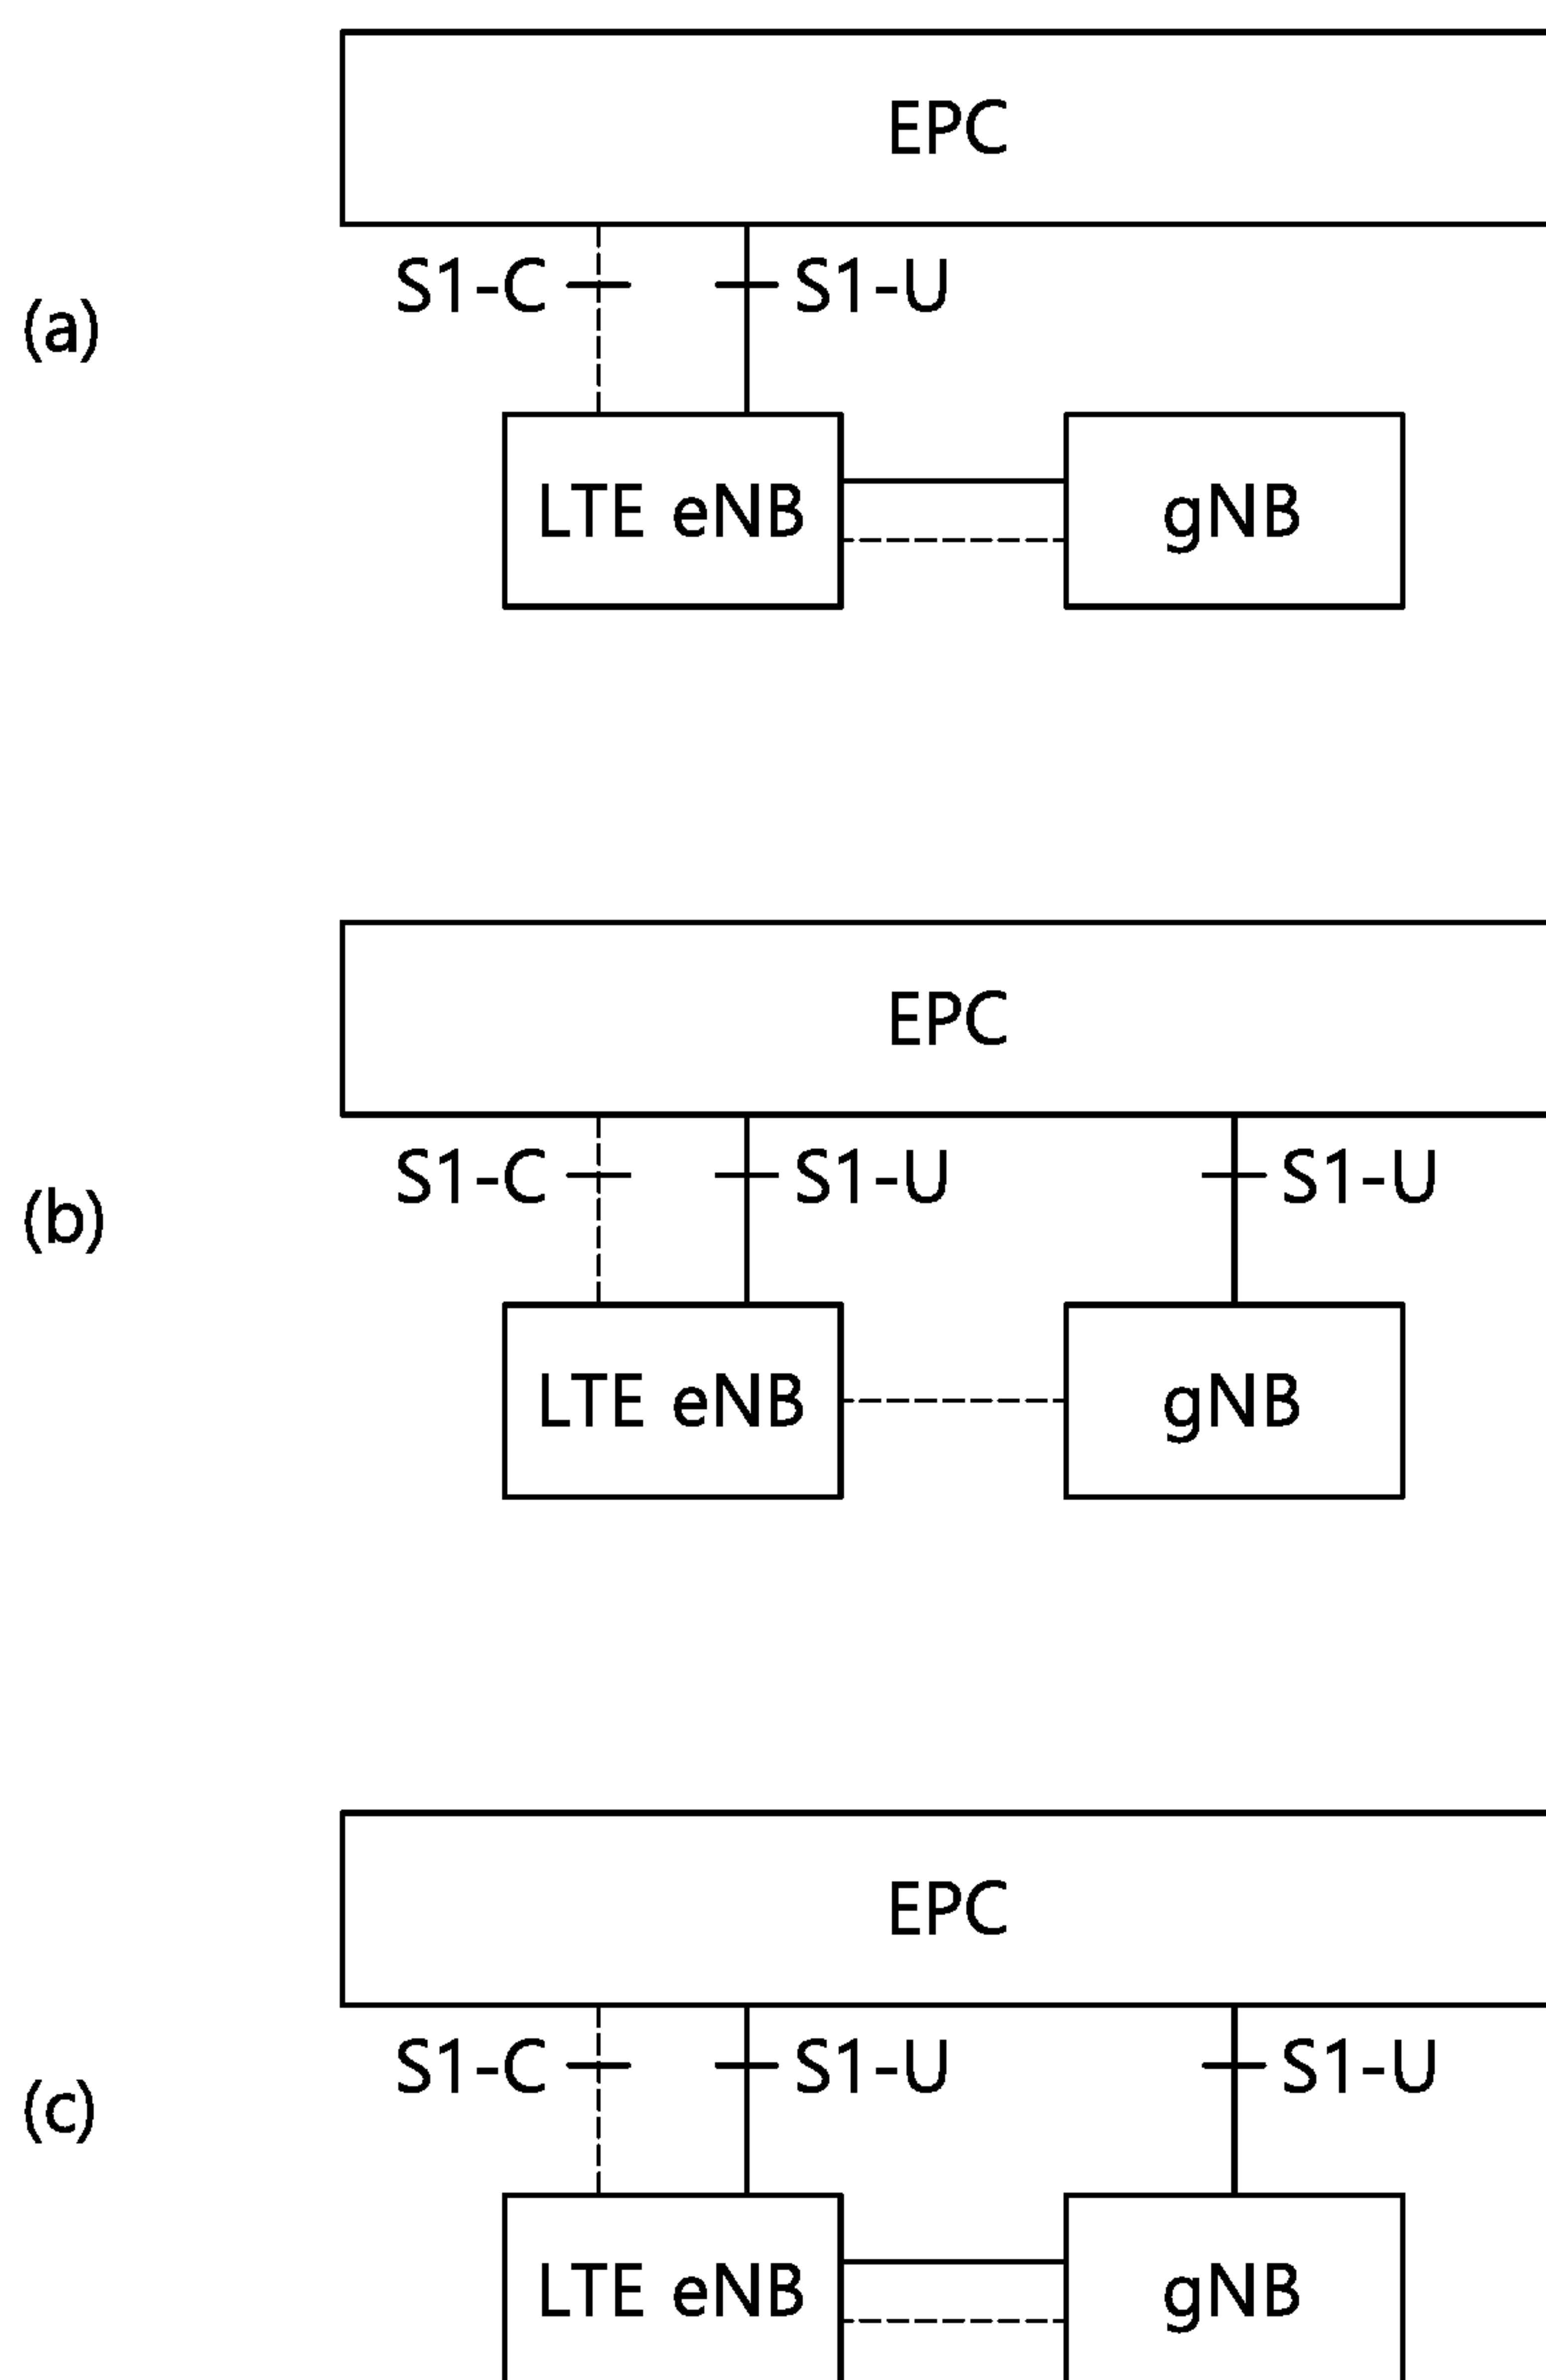 EPC
S1-C S1-U
(a)
LTE eNB gNB
EPC
S1-C S1-U S1-U
(b)
LTE eNB gNB
EPC
S1-C S1-U S1-U
(c)
LTE eNB gNB